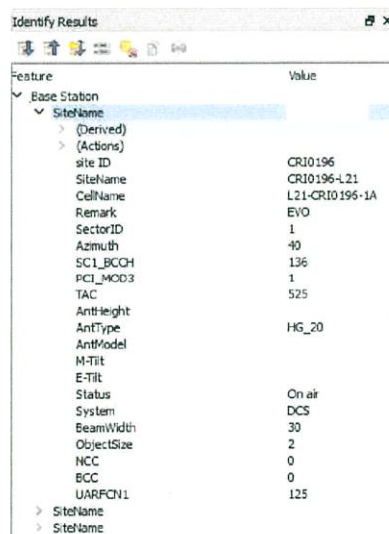 Identify Results
Feature Value
Base Station
SiteName
(Derived)
(Actions)
site ID CRI0196
SiteName CRI0196-L21
CellName L21-CRI0196-1A
Remark EVO
SectorID 1
Azimuth 40
SC1_BCCH 136
PCI_MOD3 1
TAC 525
AntHeight
AntType HG_20
AntModel
M-Tilt
E-Tilt
Status On air
System DCS
BeamWidth 30
ObjectSize 2
NCC 0
BCC 0
UARFCN1 125
SiteName
SiteName